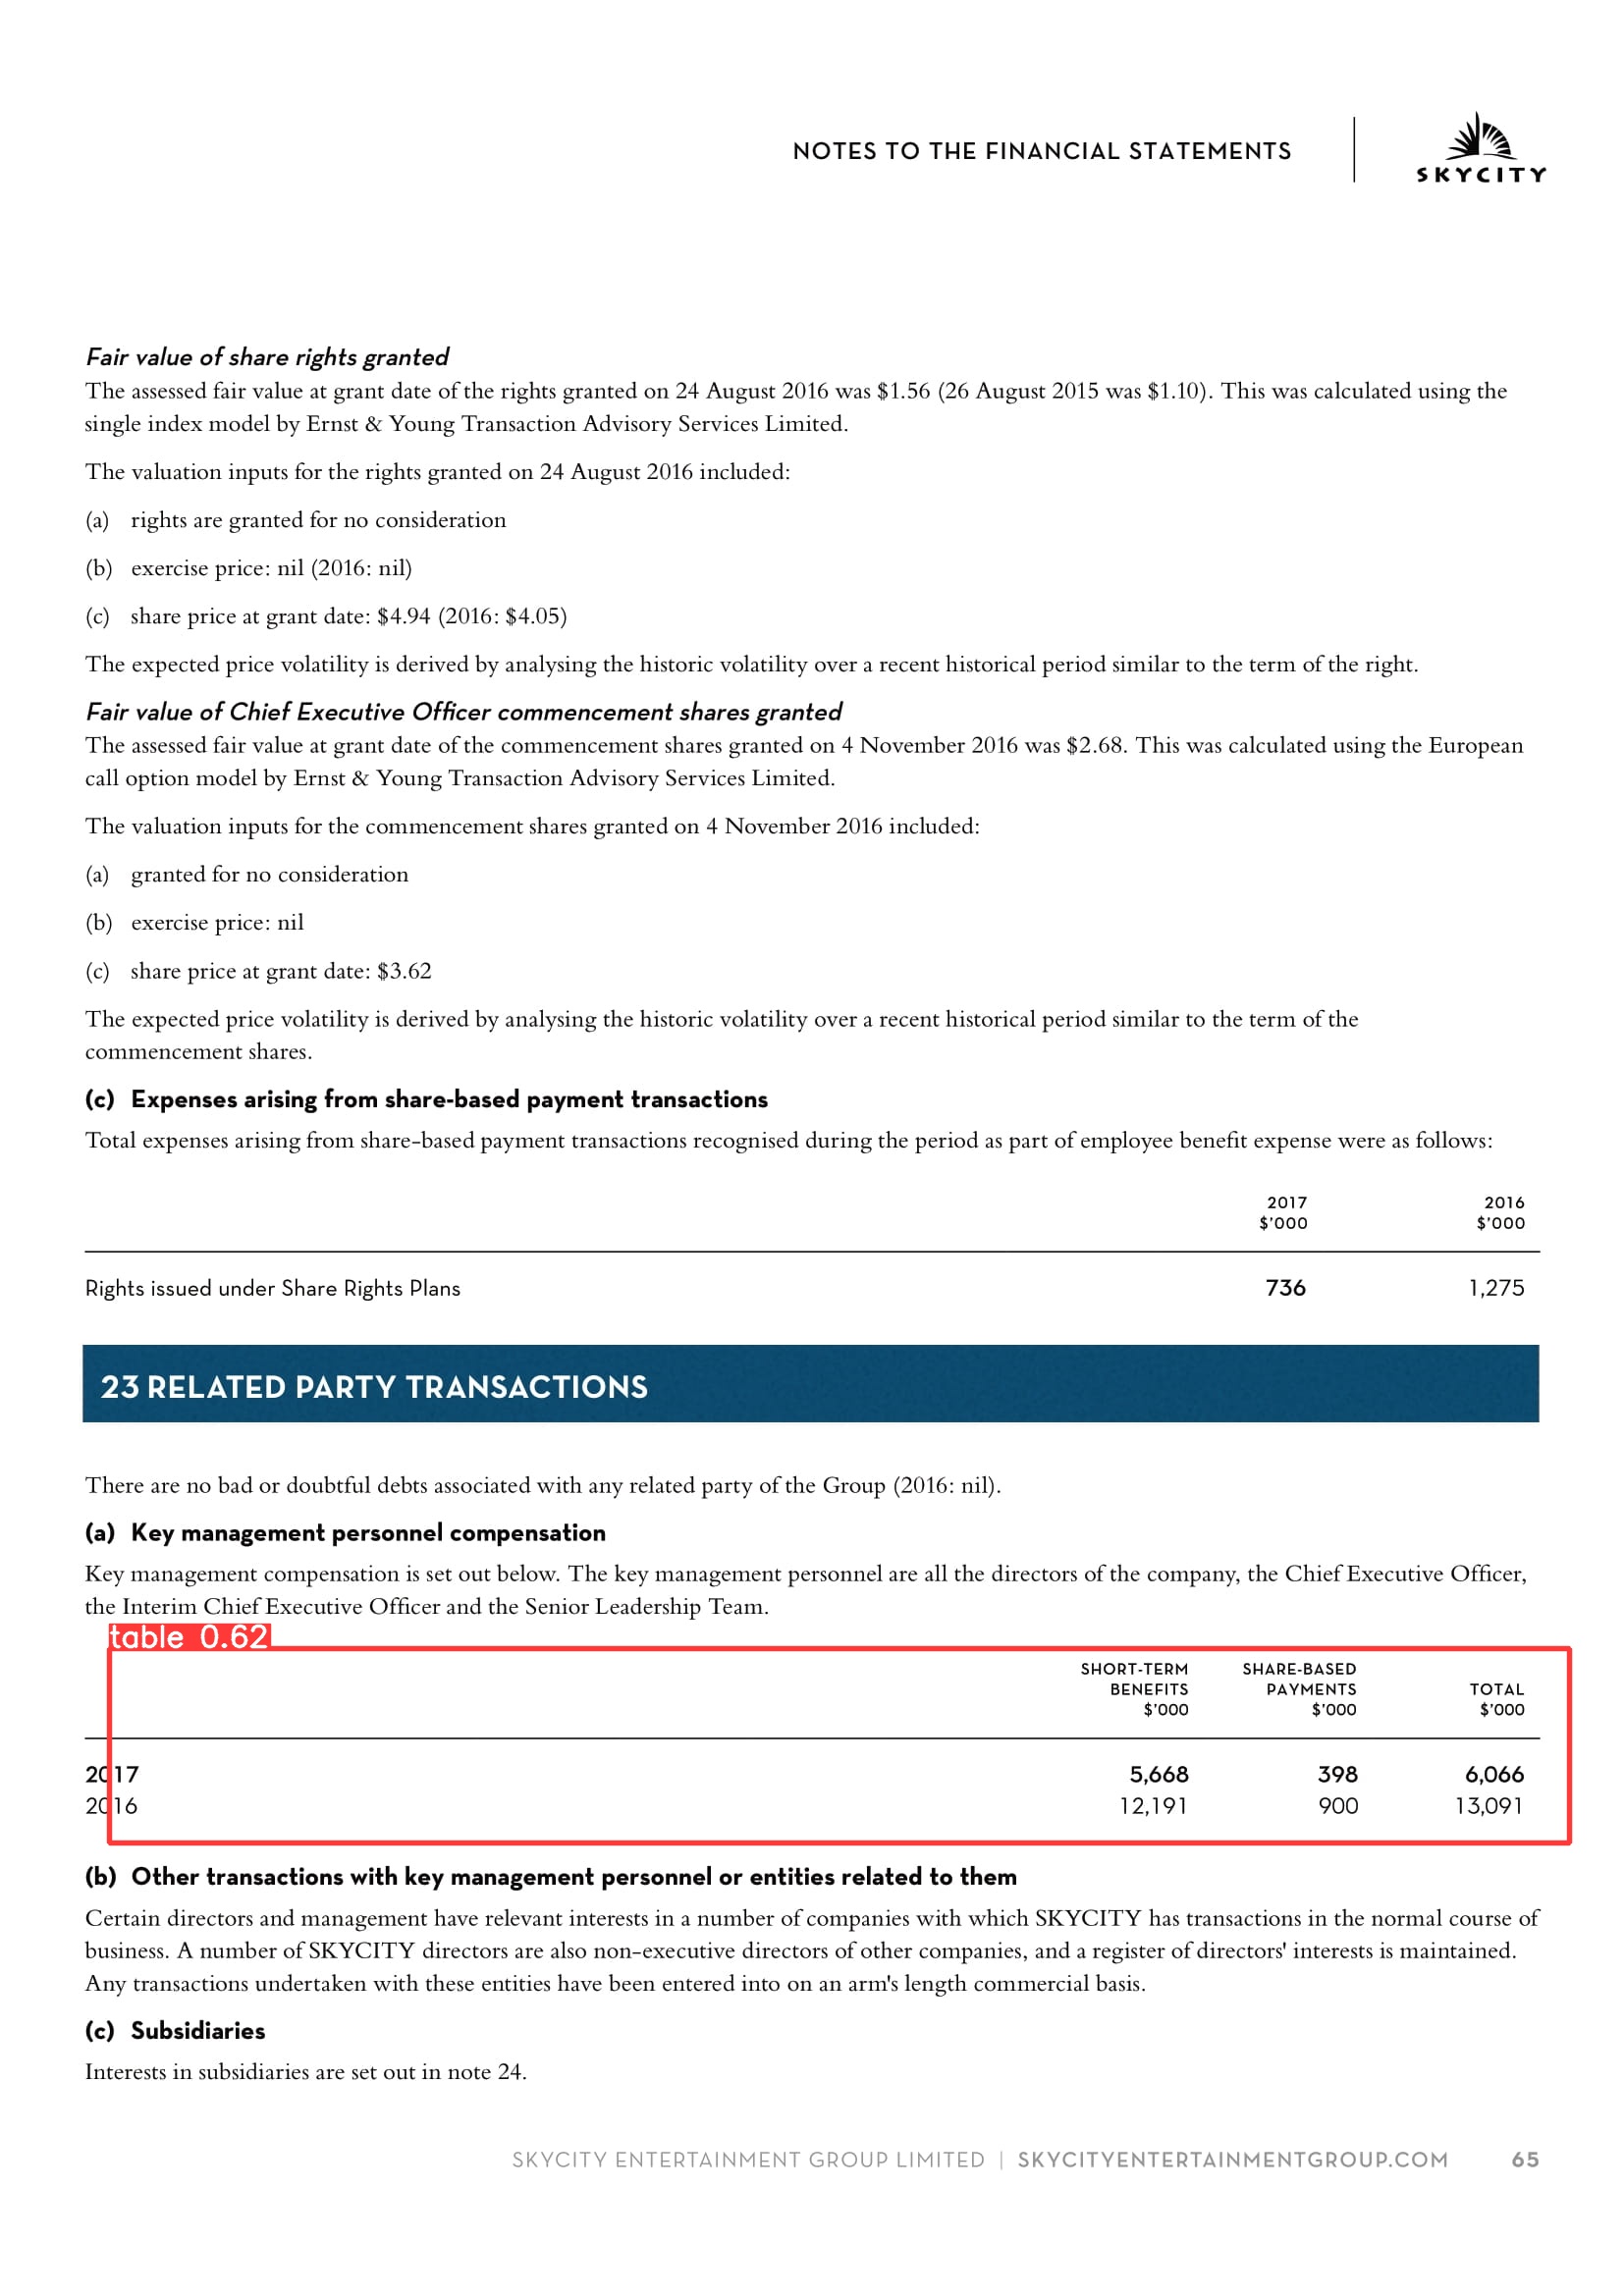 NOTES TO THE FINANCIAL STATEMENTS
SKYCITY
Fair value of share rights granted
The assessed fair value at grant date of the rights granted on 24 August 2016 was $1.56 (26 August 2015 was $1.10). This was calculated using the
single index model by Ernst & Young Transaction Advisory Services Limited.
The valuation inputs for the rights granted on 24 August 2016 included:
(a) rights are granted for no consideration
(b) exercise price: nil (2016: nil)
(c) share price at grant date: $4.94 (2016: $4.05)
The expected price volatility is derived by analysing the historic volatility over a recent historical period similar to the term of the right.
Fair value of Chief Executive Officer commencement shares granted
The assessed fair value at grant date of the commencement shares granted on 4 November 2016 was $2.68. This was calculated using the European
call option model by Ernst & Young Transaction Advisory Services Limited.
The valuation inputs for the commencement shares granted on 4 November 2016 included:
(a) granted for no consideration
(b) exercise price: nil
(c) share price at grant date: $3.62
The expected price volatility is derived by analysing the historic volatility over a recent historical period similar to the term of the
commencement shares.
(c) Expenses arising from share-based payment transactions
Total expenses arising from share-based payment transactions recognised during the period as part of employee benefit expense were as follows:
2017 2016
$'000 $'000
Rights issued under Share Rights Plans 736 1,275
23 RELATED PARTY TRANSACTIONS
There are no bad or doubtful debts associated with any related party of the Group (2016: nil).
(a) Key management personnel compensation
Key management compensation is set out below. The key management personnel are all the directors of the company, the Chief Executive Officer,
the Interim Chief Executive Officer and the Senior Leadership Team.
table 0.62
SHORT-TERM SHARE-BASED
BENEFITS PAYMENTS TOTAL
$'000 $'000 $'000
2017 5,668 398 6,066
2016 12,191 900 13,091
(b) Other transactions with key management personnel or entities related to them
Certain directors and management have relevant interests in a number of companies with which SKYCITY has transactions in the normal course of
business. A number of SKYCITY directors are also non-executive directors of other companies, and a register of directors' interests is maintained.
Any transactions undertaken with these entities have been entered into on an arm's length commercial basis.
(c) Subsidiaries
Interests in subsidiaries are set out in note 24.
SKYCITY ENTERTAINMENT GROUP LIMITED | SKYCITYENTERTAINMENTGROUP.COM 65